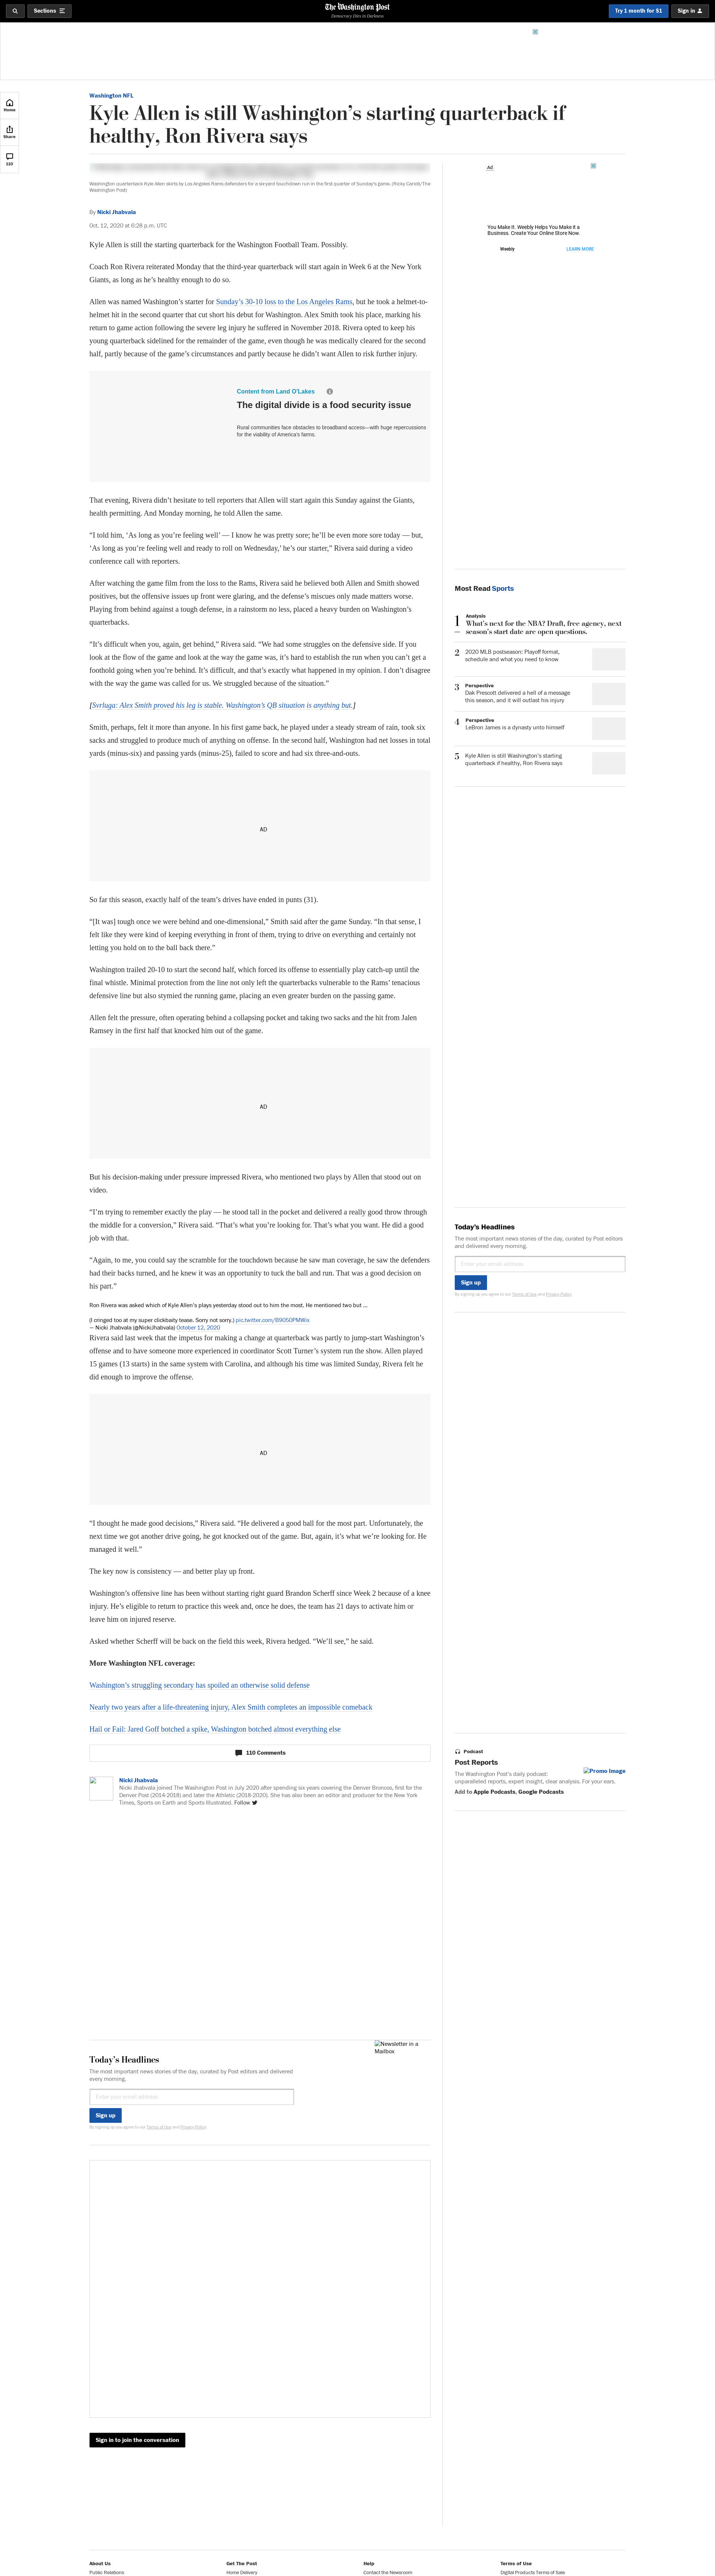 Sections
The Washington Post
Democracy Dies in Darkness
Try 1 month for $1
Sign in
Home
Share
110
Washington NFL
Kyle Allen is still Washington’s starting quarterback if
healthy, Ron Rivera says
Washington quarterback Kyle Allen skirts by Los Angeles Rams defenders for a six-yard touchdown run in the first quarter of Sunday's game. (Ricky Carioti/The
Washington Post)
By Nicki Jhabvala
Oct. 12, 2020 at 6:28 p.m. UTC
Kyle Allen is still the starting quarterback for the Washington Football Team. Possibly.
Coach Ron Rivera reiterated Monday that the third-year quarterback will start again in Week 6 at the New York
Giants, as long as he’s healthy enough to do so.
Allen was named Washington’s starter for Sunday’s 30-10 loss to the Los Angeles Rams, but he took a helmet-to-
helmet hit in the second quarter that cut short his debut for Washington. Alex Smith took his place, marking his
return to game action following the severe leg injury he suffered in November 2018. Rivera opted to keep his
young quarterback sidelined for the remainder of the game, even though he was medically cleared for the second
half, partly because of the game’s circumstances and partly because he didn’t want Allen to risk further injury.
Content from Land O'Lakes
The digital divide is a food security issue
Rural communities face obstacles to broadband access—with huge repercussions
for the viability of America's farms.
That evening, Rivera didn’t hesitate to tell reporters that Allen will start again this Sunday against the Giants,
health permitting. And Monday morning, he told Allen the same.
“I told him, ‘As long as you’re feeling well’ — I know he was pretty sore; he’ll be even more sore today — but,
‘As long as you’re feeling well and ready to roll on Wednesday,’ he’s our starter,” Rivera said during a video
conference call with reporters.
After watching the game film from the loss to the Rams, Rivera said he believed both Allen and Smith showed
positives, but the offensive issues up front were glaring, and the defense’s miscues only made matters worse.
Playing from behind against a tough defense, in a rainstorm no less, placed a heavy burden on Washington’s
quarterbacks.
“It’s difficult when you, again, get behind,” Rivera said. “We had some struggles on the defensive side. If you
look at the flow of the game and look at the way the game was, it’s hard to establish the run when you can’t get a
foothold going downhill when you’re behind. It’s difficult, and that’s exactly what happened in my opinion. I don’t disagree
with the way the game was called for us. We struggled because of the situation.”
[Svrluga: Alex Smith proved his leg is stable. Washington’s QB situation is anything but.]
Smith, perhaps, felt it more than anyone. In his first game back, he played under a steady stream of rain, took six
sacks and struggled to produce much of anything on offense. In the second half, Washington had net losses in total
yards (minus-six) and passing yards (minus-25), failed to score and had six three-and-outs.
AD
So far this season, exactly half of the team’s drives have ended in punts (31).
“[It was] tough once we were behind and one-dimensional,” Smith said after the game Sunday. “In that sense, I
felt like they were kind of keeping everything in front of them, trying to drive on everything and certainly not
letting you hold on to the ball back there.”
Washington trailed 20-10 to start the second half, which forced its offense to essentially play catch-up until the
final whistle. Minimal protection from the line not only left the quarterbacks vulnerable to the Rams’ tenacious
defensive line but also stymied the running game, placing an even greater burden on the passing game.
Allen felt the pressure, often operating behind a collapsing pocket and taking two sacks and the hit from Jalen
Ramsey in the first half that knocked him out of the game.
AD
But his decision-making under pressure impressed Rivera, who mentioned two plays by Allen that stood out on
video.
“I’m trying to remember exactly the play — he stood tall in the pocket and delivered a really good throw through
the middle for a conversion,” Rivera said. “That’s what you’re looking for. That’s what you want. He did a good
job with that.
“Again, to me, you could say the scramble for the touchdown because he saw man coverage, he saw the defenders
had their backs turned, and he knew it was an opportunity to tuck the ball and run. That was a good decision on
his part.”
Ron Rivera was asked which of Kyle Allen's plays yesterday stood out to him the most. He mentioned two but ...
(I cringed too at my super clickbaity tease. Sorry not sorry.) pic.twitter.com/B9050PMWix
— Nicki Jhabvala (@NickiJhabvala) October 12, 2020
Rivera said last week that the impetus for making a change at quarterback was partly to jump-start Washington’s
offense and to have someone more experienced in coordinator Scott Turner’s system run the show. Allen played
15 games (13 starts) in the same system with Carolina, and although his time was limited Sunday, Rivera felt he
did enough to improve the offense.
AD
“I thought he made good decisions,” Rivera said. “He delivered a good ball for the most part. Unfortunately, the
next time we got another drive going, he got knocked out of the game. But, again, it’s what we’re looking for. He
managed it well.”
The key now is consistency — and better play up front.
Washington’s offensive line has been without starting right guard Brandon Scherff since Week 2 because of a knee
injury. He’s eligible to return to practice this week and, once he does, the team has 21 days to activate him or
leave him on injured reserve.
Asked whether Scherff will be back on the field this week, Rivera hedged. “We’ll see,” he said.
More Washington NFL coverage:
Washington’s struggling secondary has spoiled an otherwise solid defense
Nearly two years after a life-threatening injury, Alex Smith completes an impossible comeback
Hail or Fail: Jared Goff botched a spike, Washington botched almost everything else
110 Comments
Nicki Jhabvala
Nicki Jhabvala joined The Washington Post in July 2020 after spending six years covering the Denver Broncos, first for the
Denver Post (2014-2018) and later the Athletic (2018-2020). She has also been an editor and producer for the New York
Times, Sports on Earth and Sports Illustrated. Follow
Newsletter in a
Mailbox
Today’s Headlines
The most important news stories of the day, curated by Post editors and delivered
every morning.
Enter your email address
Sign up
By signing up you agree to our Terms of Use and Privacy Policy
Sign in to join the conversation
Ad
You Make It. Weebly Helps You Make it a
Business. Create Your Online Store Now.
Weebly
LEARN MORE
Most Read Sports
1
Analysis
What’s next for the NBA? Draft, free agency, next
season’s start date are open questions.
2
2020 MLB postseason: Playoff format,
schedule and what you need to know
3
Perspective
Dak Prescott delivered a hell of a message
this season, and it will outlast his injury
4
Perspective
LeBron James is a dynasty unto himself
5
Kyle Allen is still Washington’s starting
quarterback if healthy, Ron Rivera says
Today’s Headlines
The most important news stories of the day, curated by Post editors
and delivered every morning.
Enter your email address
Sign up
By signing up you agree to our Terms of Use and Privacy Policy
Podcast
Post Reports
Promo Image
The Washington Post’s daily podcast:
unparalleled reports, expert insight, clear analysis. For your ears.
Add to Apple Podcasts, Google Podcasts
About Us
Public Relations
Get The Post
Home Delivery
Help
Contact the Newsroom
Terms of Use
Digital Products Terms of Sale